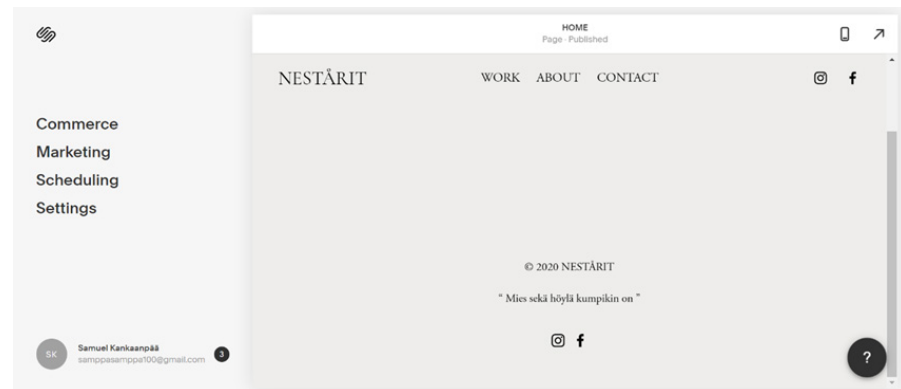 HOME
Page · Published
NESTÅRIT
WORK ABOUT CONTACT
Commerce
Marketing
Scheduling
Settings
© 2020 NESTÅRIT
" Mies sekä höylä kumpikin on "
SK
Samuel Kankaanpää
samppasamppa100@gmail.com
3
?